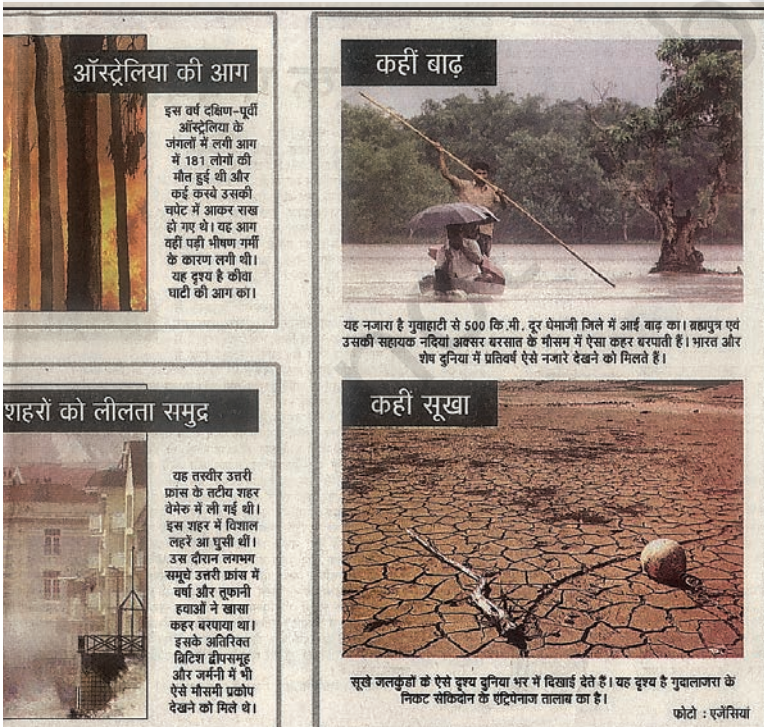 ऑस्ट्रेलिया की आग
इस वर्ष दक्षिण-पूर्वी
ऑस्ट्रेलिया के
जंगलों में लगी आग
में 181 लोगों की
मौत हुई थी और
कई कस्बे उसकी
चपेट में आकर राख
हो गए थे। यह आग
वहीं पड़ी भीषण गर्मी
के कारण लगी थी।
यह दृश्य है कीवा
घाटी की आग का।
शहरों को लीलता समुद्र
यह तस्वीर उत्तरी
फ्रांस के तटीय शहर
वेमेरु में ली गई थी।
इस शहर में विशाल
लहरें आ घुसी थीं।
उस दौरान लगभग
समूचे उत्तरी फ्रांस में
वर्षा और तूफानी
हवाओं ने खासा
कहर बरपाया था।
इसके अतिरिक्त
ब्रिटिश द्वीपसमूह
और जर्मनी में भी
ऐसे मौसमी प्रकोप
देखने को मिले थे।
कहीं बाढ़
यह नजारा है गुवाहाटी से 500 कि.मी. दूर धेमाजी जिले में आई बाढ़ का। ब्रह्मपुत्र एवं
उसकी सहायक नदियां अक्सर बरसात के मौसम में ऐसा कहर बरपाती हैं। भारत और
शेष दुनिया में प्रतिवर्ष ऐसे नजारे देखने को मिलते हैं।
कहीं सूखा
सूखे जलकुंडों के ऐसे दृश्य दुनिया भर में दिखाई देते हैं। यह दृश्य है गुदालाजरा के
निकट सेकिदोन के एंट्रिपेनाज तालाब का है।
फोटो : एजेंसियां